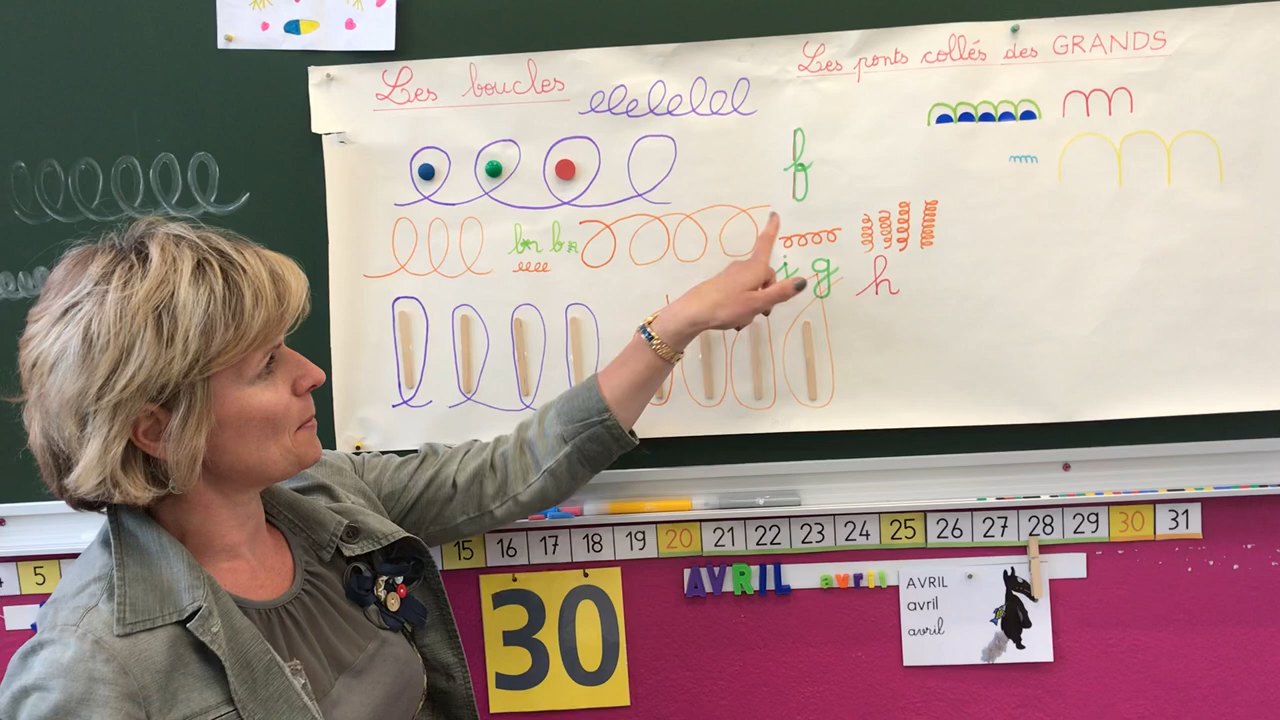 Les boucles
Les ponts collés des GRANDS
f
j g h
5
15 16 17 18 19 20 21 22 23 24 25 26 27 28 29 30 31
30
AVRIL avril
AVRIL
avril
avril